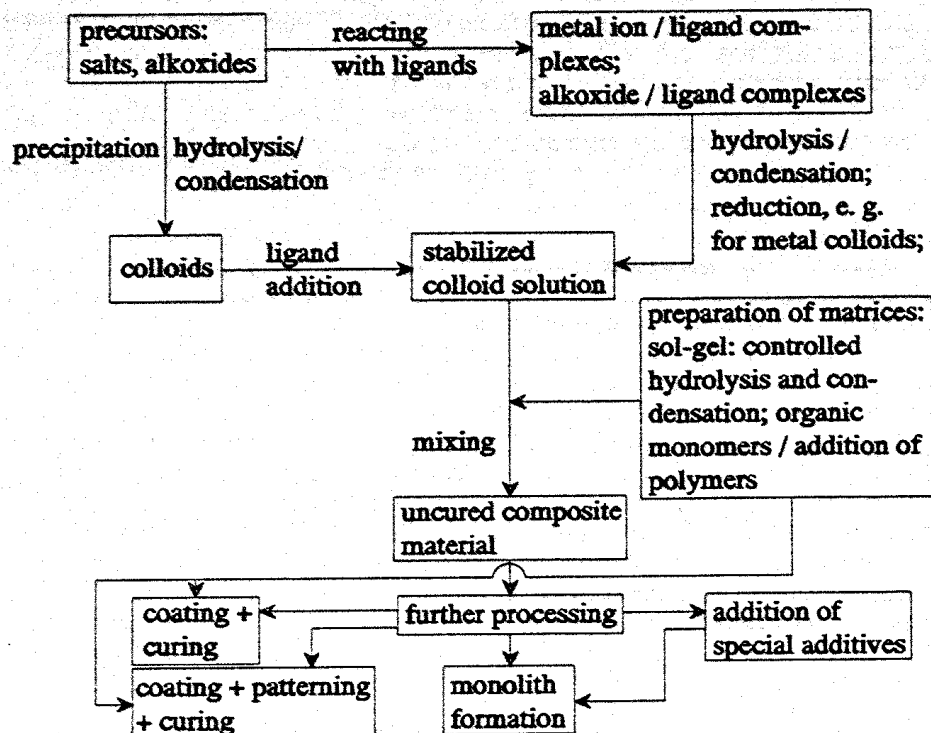 precursors:
salts, alkoxides
reacting
with ligands
metal ion / ligand com-
plexes;
alkoxide / ligand complexes
precipitation
hydrolysis/
condensation
hydrolysis /
condensation;
reduction, e. g.
for metal colloids;
colloids
ligand
addition
stabilized
colloid solution
preparation of matrices:
sol-gel: controlled
hydrolysis and con-
densation; organic
monomers / addition of
polymers
mixing
uncured composite
material
coating +
curing
further processing
addition of
special additives
coating + patterning
+ curing
monolith
formation